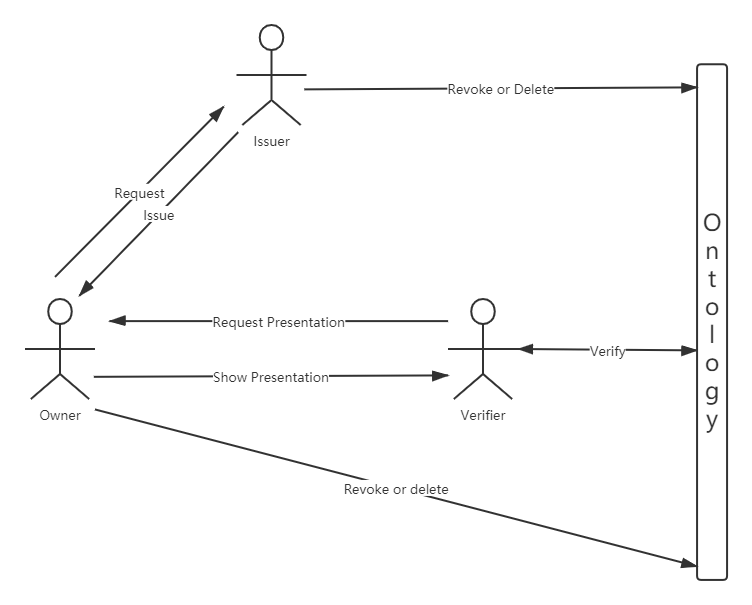 Revoke or Delete
Issuer
Request
Issue
Ontology
Request Presentation
Verify
Show Presentation
Owner
Verifier
Revoke or delete